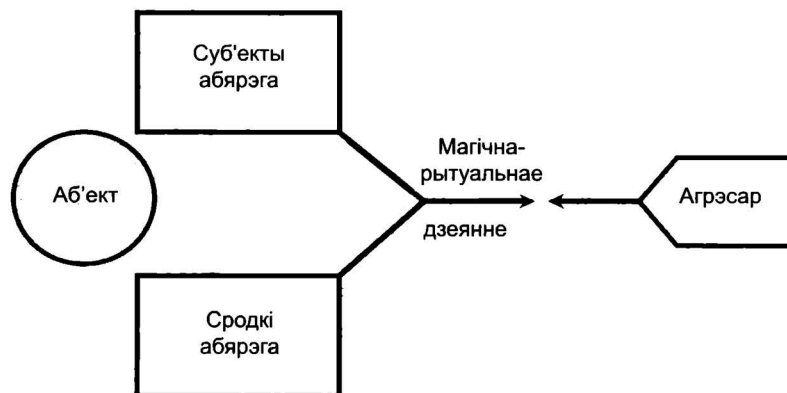 Суб'екты
абярэга
Магічна-
рытуальнае
Аб'ект
Агрэсар
дзеянне
Сродкі
абярэга